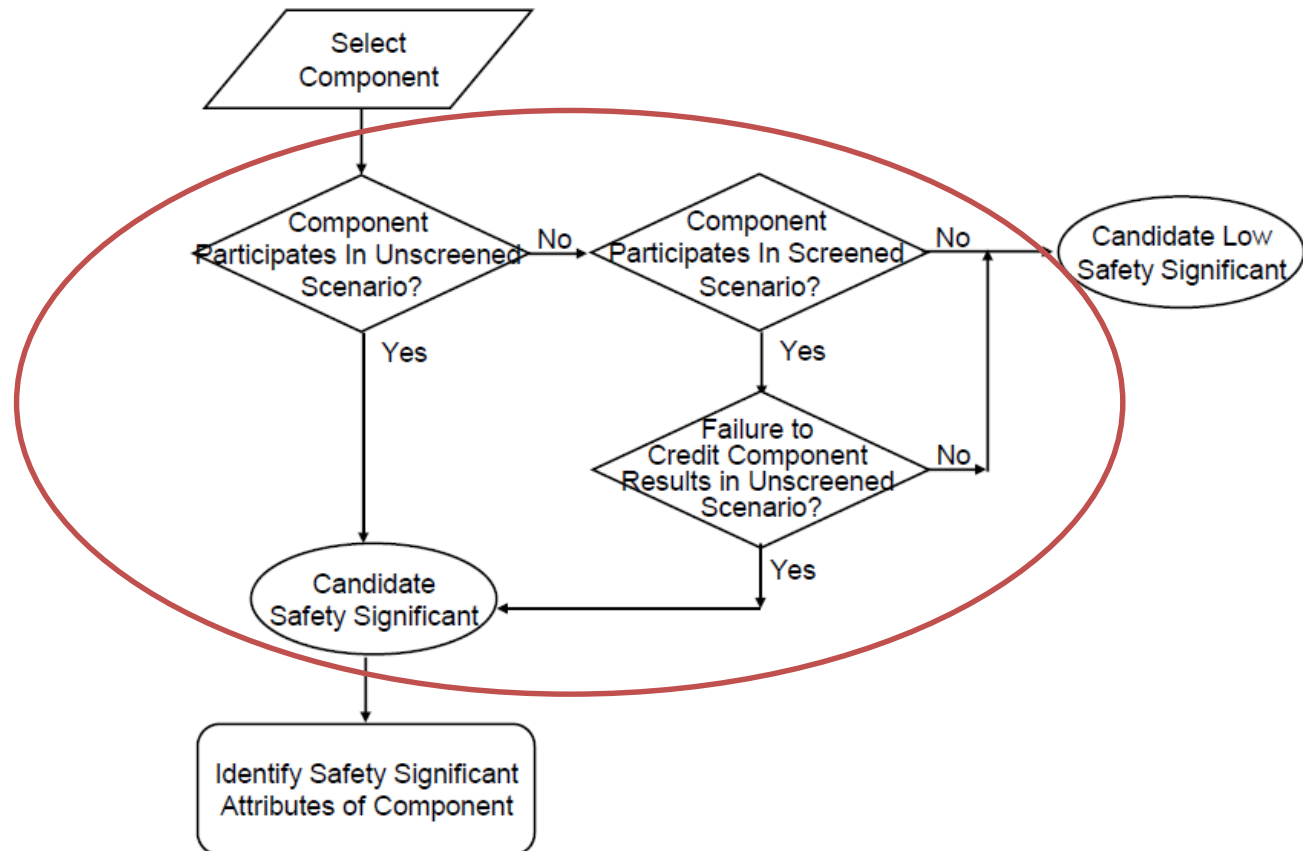 Select
Component
Component
Participates In Unscreened
Scenario?
No
Component
Participates In Screened
Scenario?
No
Candidate Low
Safety Significant
Yes
Yes
Failure to
Credit Component
Results in Unscreened
Scenario?
No
Yes
Candidate
Safety Significant
Identify Safety Significant
Attributes of Component